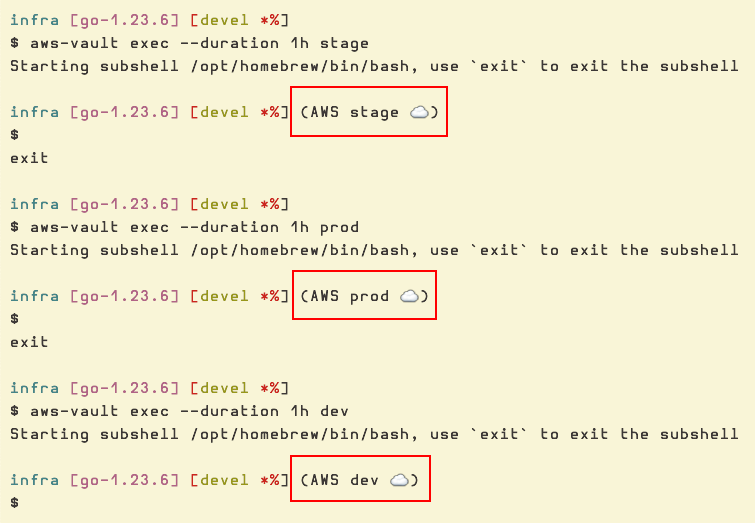 infra [go-1.23.6] [devel *%]
$ aws-vault exec --duration 1h stage
Starting subshell /opt/homebrew/bin/bash, use `exit` to exit the subshell
infra [go-1.23.6] [devel *%] (AWS stage ☁️)
$
exit
infra [go-1.23.6] [devel *%]
$ aws-vault exec --duration 1h prod
Starting subshell /opt/homebrew/bin/bash, use `exit` to exit the subshell
infra [go-1.23.6] [devel *%] (AWS prod ☁️)
$
exit
infra [go-1.23.6] [devel *%]
$ aws-vault exec --duration 1h dev
Starting subshell /opt/homebrew/bin/bash, use `exit` to exit the subshell
infra [go-1.23.6] [devel *%] (AWS dev ☁️)
$